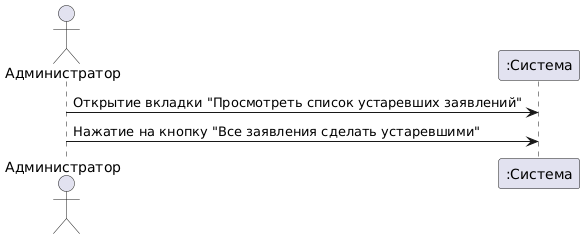 Администратор
:Система
Открытие вкладки "Просмотреть список устаревших заявлений"
Нажатие на кнопку "Все заявления сделать устаревшими"
Администратор
:Система